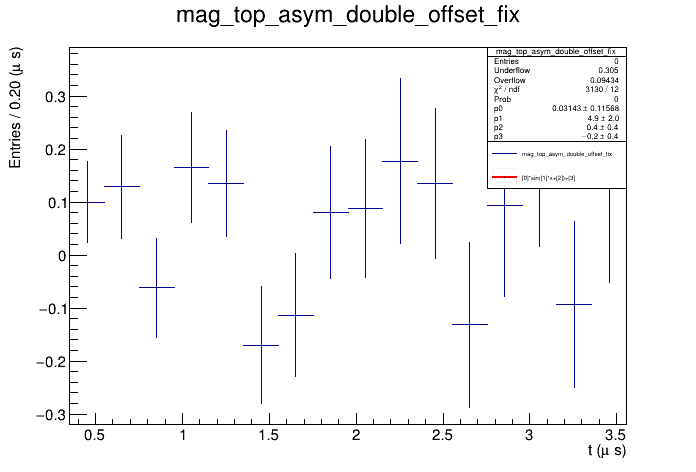 mag_top_asym_double_offset_fix
Entries / 0.20 (μ s)
mag_top_asym_double_offset_fix
Entries 0
Underflow 0.305
Overflow 0.09434
χ² / ndf 3130 / 12
Prob 0
p0 0.03143 ± 0.11568
p1 4.9 ± 2.0
p2 0.4 ± 0.4
p3 −0.2 ± 0.4
mag_top_asym_double_offset_fix
[0]*sin([1]*x+[2])+[3]
0.3
0.2
0.1
0
−0.1
−0.2
−0.3
0.5 1 1.5 2 2.5 3 3.5
t (μ s)